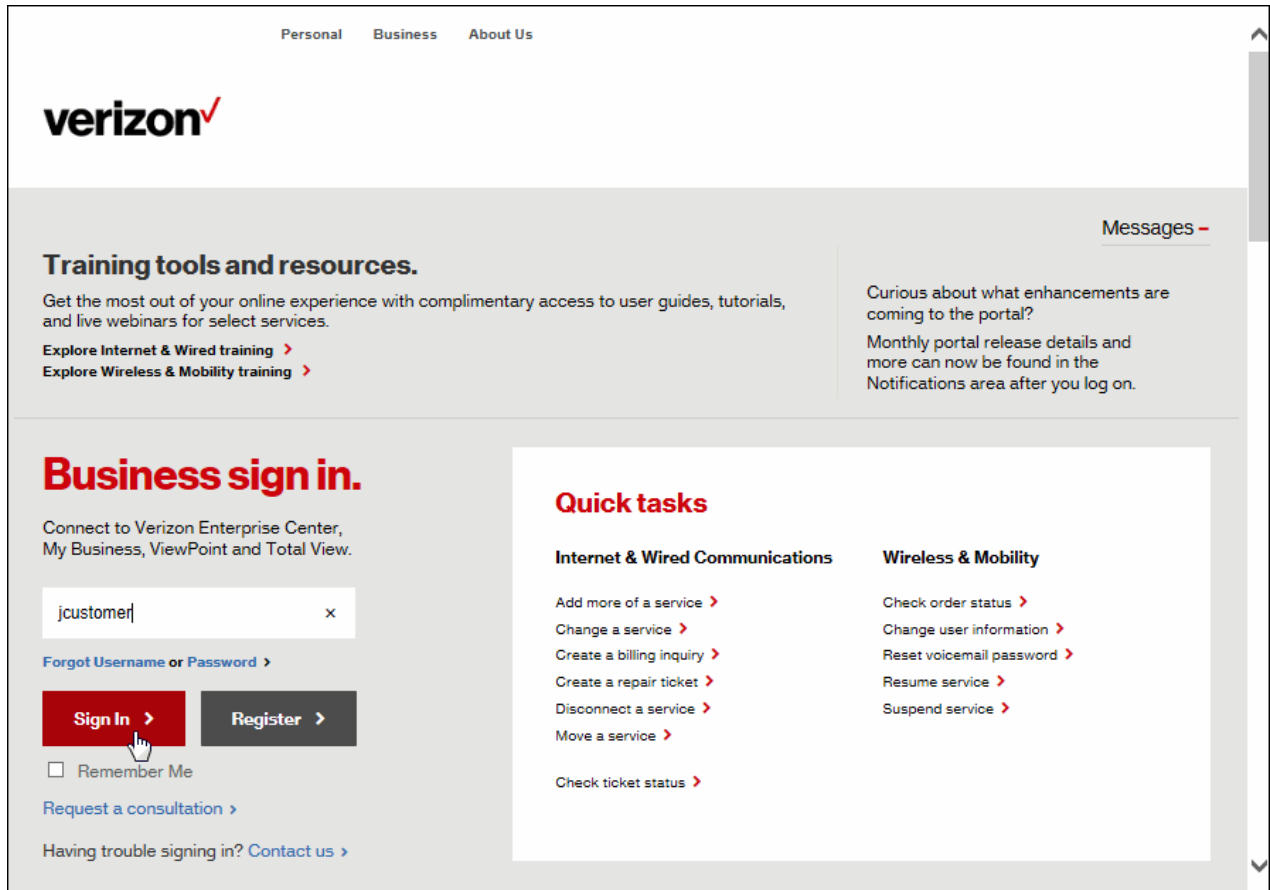 Personal Business About Us
verizon
Messages –
Training tools and resources.
Get the most out of your online experience with complimentary access to user guides, tutorials,
and live webinars for select services.
Explore Internet & Wired training >
Explore Wireless & Mobility training >
Curious about what enhancements are
coming to the portal?
Monthly portal release details and
more can now be found in the
Notifications area after you log on.
Business sign in.
Connect to Verizon Enterprise Center,
My Business, ViewPoint and Total View.
jcustomer ×
Forgot Username or Password >
Sign In > Register >
Remember Me
Request a consultation >
Having trouble signing in? Contact us >
Quick tasks
Internet & Wired Communications
Add more of a service >
Change a service >
Create a billing inquiry >
Create a repair ticket >
Disconnect a service >
Move a service >
Check ticket status >
Wireless & Mobility
Check order status >
Change user information >
Reset voicemail password >
Resume service >
Suspend service >